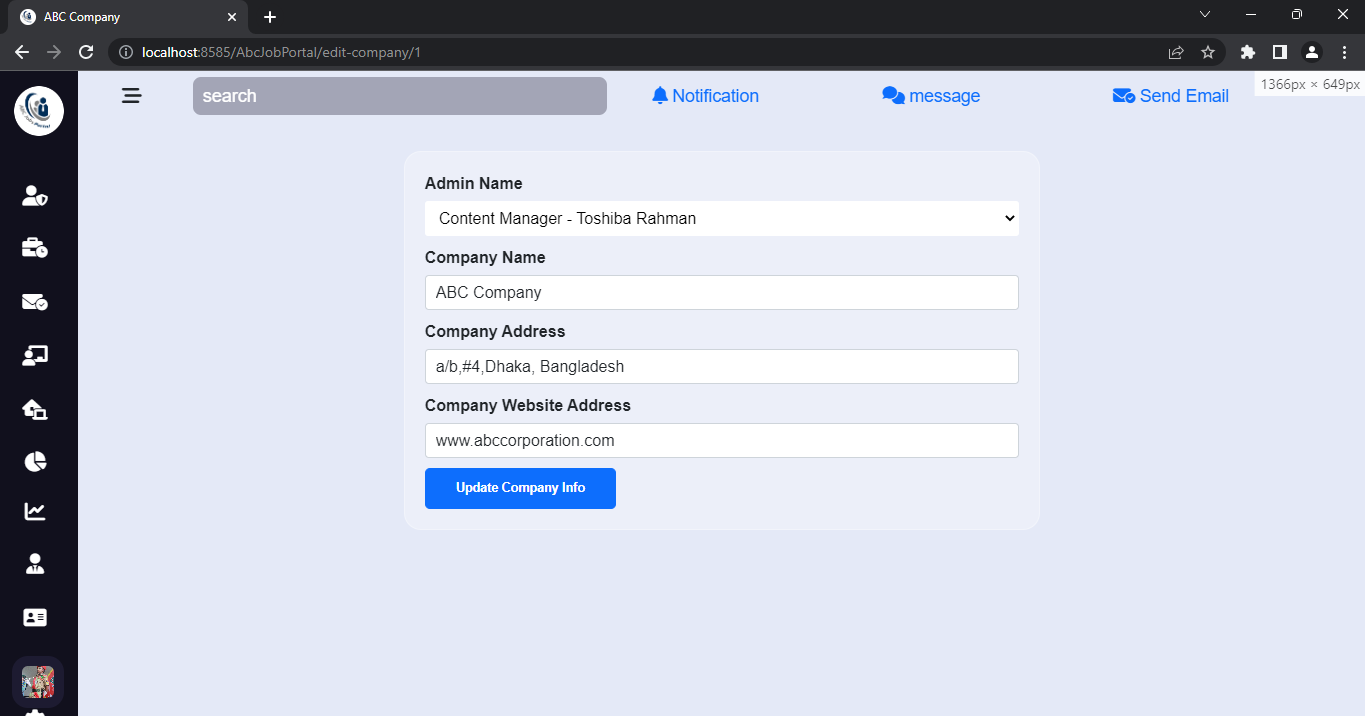 ABC Company
localhost:8585/AbcJobPortal/edit-company/1
1366px × 649px
search
Notification
message
Send Email
Admin Name
Content Manager - Toshiba Rahman
Company Name
ABC Company
Company Address
a/b,#4,Dhaka, Bangladesh
Company Website Address
www.abccorporation.com
Update Company Info